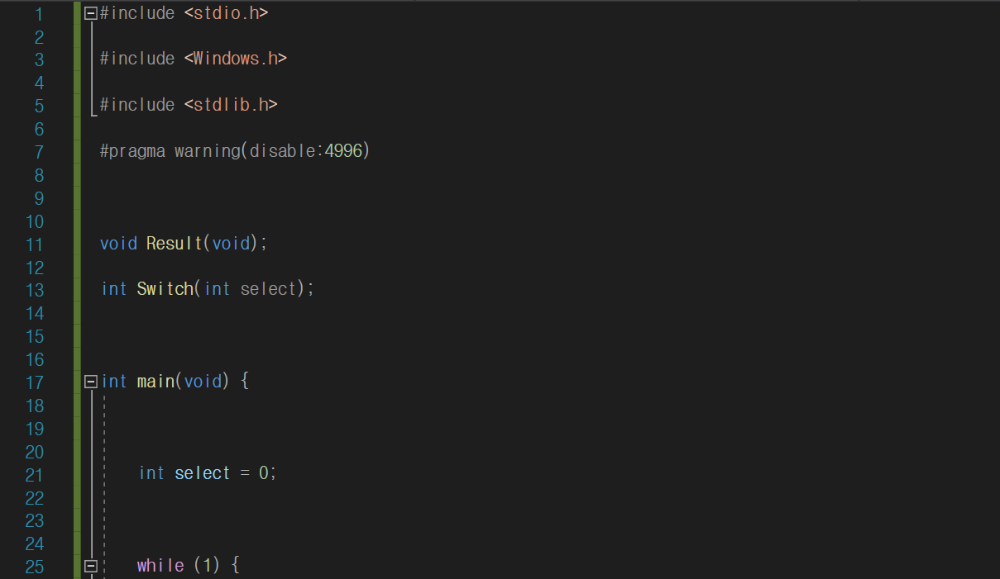 1 #include <stdio.h>
2
3 #include <Windows.h>
4
5 #include <stdlib.h>
6
7 #pragma warning(disable:4996)
8
9
10
11 void Result(void);
12
13 int Switch(int select);
14
15
16
17 int main(void) {
18
19
20
21 int select = 0;
22
23
24
25 while (1) {